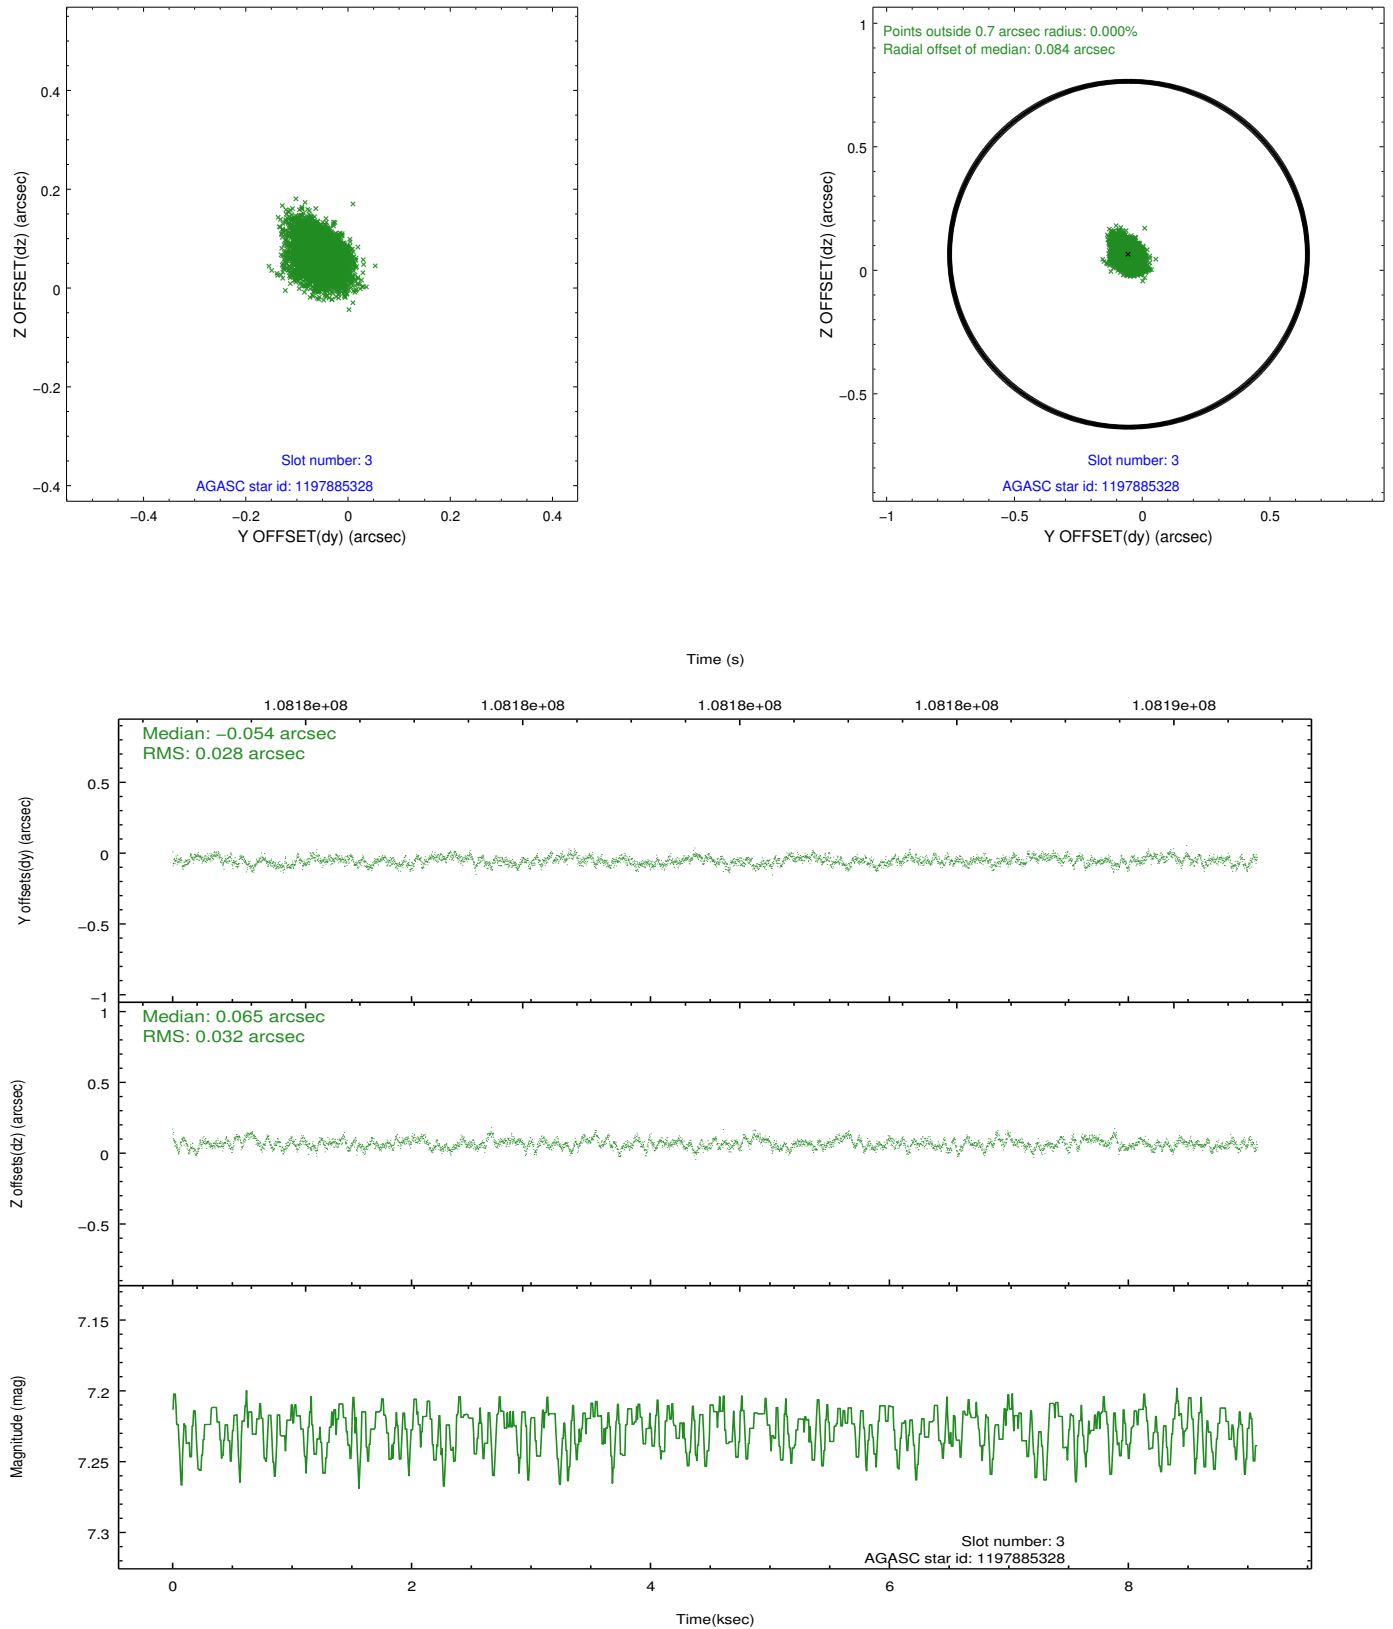 0.4
0.2
0
−0.2
−0.4
Z OFFSET(dz) (arcsec)
Slot number: 3
AGASC star id: 1197885328
−0.4
−0.2
0
0.2
0.4
Y OFFSET(dy) (arcsec)
Points outside 0.7 arcsec radius: 0.000%
Radial offset of median: 0.084 arcsec
1
0.5
0
−0.5
Z OFFSET(dz) (arcsec)
Slot number: 3
AGASC star id: 1197885328
−1
−0.5
0
0.5
Y OFFSET(dy) (arcsec)
Time (s)
1.0818e+08
1.0818e+08
1.0818e+08
1.0818e+08
1.0819e+08
Median: −0.054 arcsec
RMS: 0.028 arcsec
0.5
0
−0.5
−1
Y offsets(dy) (arcsec)
Median: 0.065 arcsec
RMS: 0.032 arcsec
1
0.5
0
−0.5
Z offsets(dz) (arcsec)
7.15
7.2
7.25
7.3
Magnitude (mag)
Slot number: 3
AGASC star id: 1197885328
0
2
4
6
8
Time(ksec)